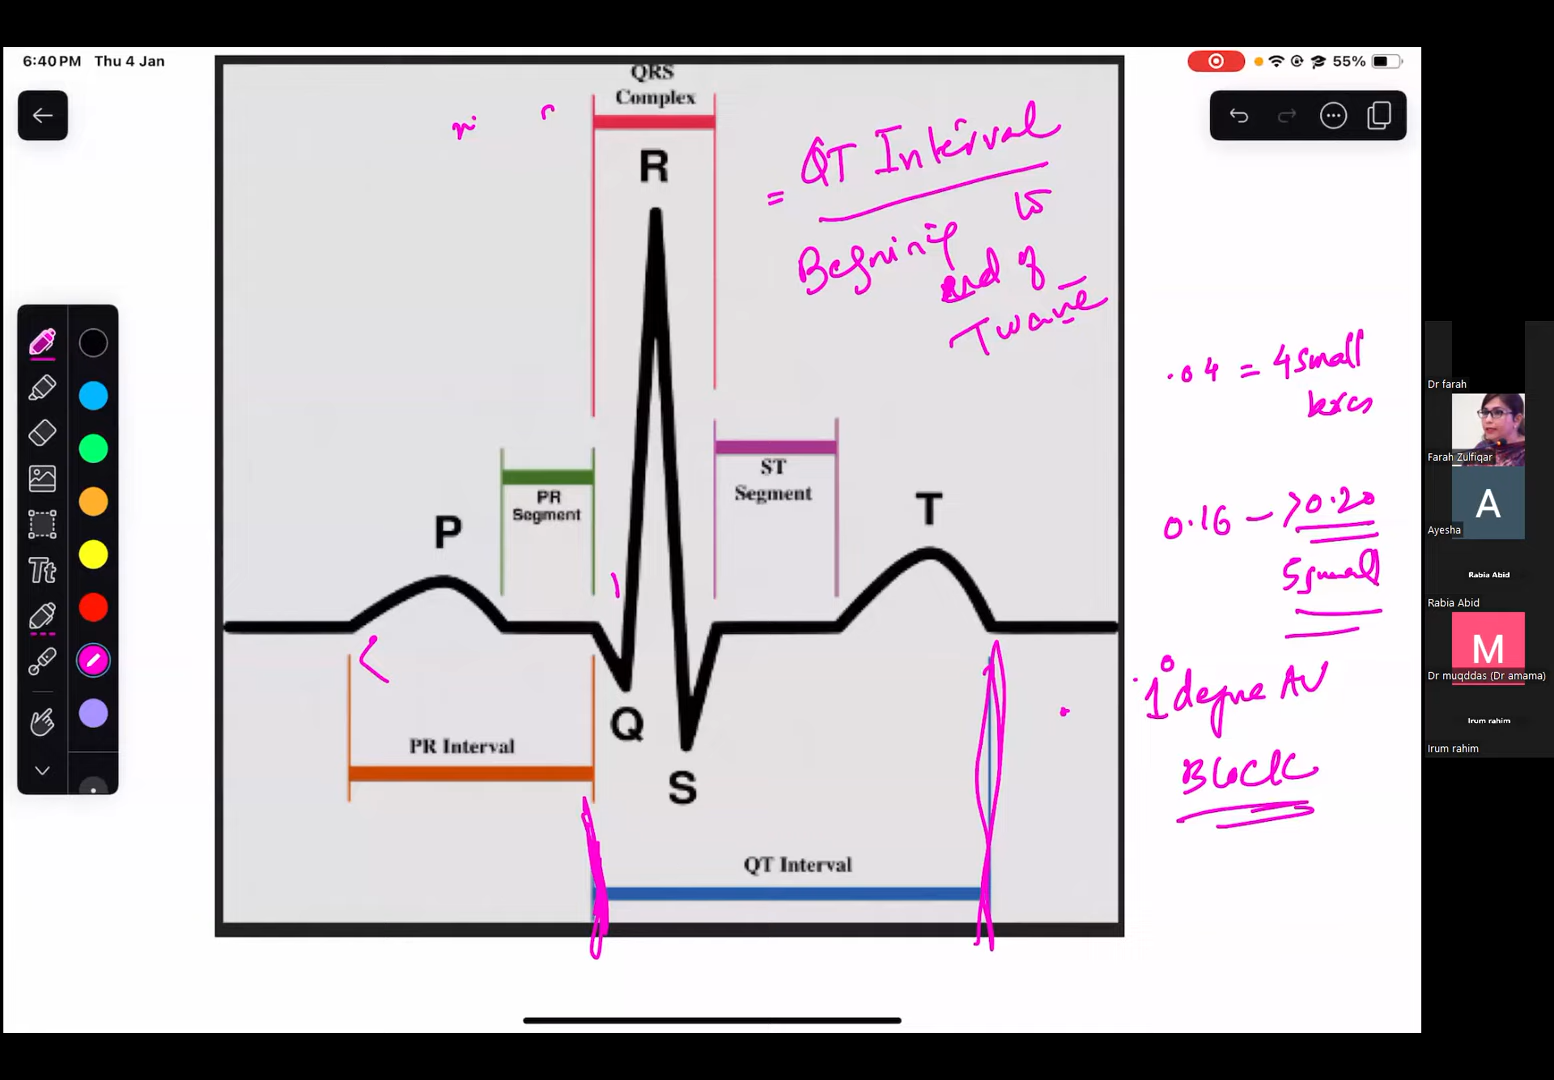 6:40 PM Thu 4 Jan
55%
QRS
Complex
R
= QT Interval
Begining to
end of
T wave
.04 = 4 small
boxes
PR
Segment
ST
Segment
P
T
0.16 - >0.20
5 small
Q
S
PR Interval
QT Interval
1° degree AV
Block
Tt
Dr farah
Farah Zulfiqar
A
Ayesha
Rabia Abid
Rabia Abid
M
Dr muqddas (Dr amama)
Irum rahim
Irum rahim